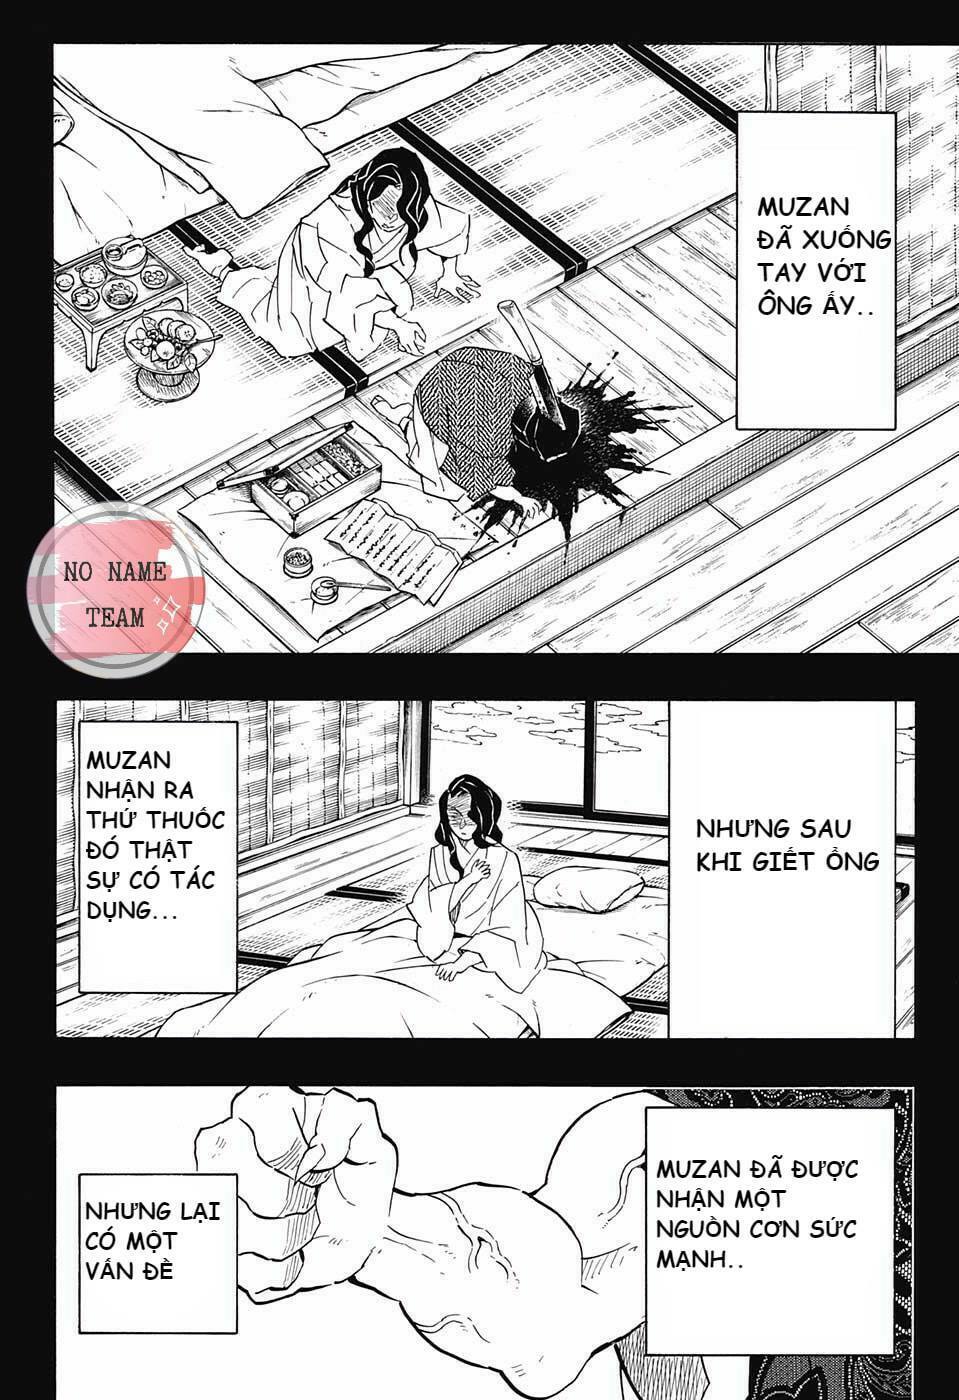 MUZAN
ĐÃ XUỐNG
TAY VỚI
ÔNG ẤY..
NO NAME
TEAM
NHƯNG SAU
KHI GIẾT ỔNG
MUZAN
NHẬN RA
THỨ THUỐC
ĐÓ THẬT
SỰ CÓ TÁC
DỤNG...
MUZAN ĐÃ ĐƯỢC
NHẬN MỘT
NGUỒN CƠN SỨC
MẠNH..
NHƯNG LẠI
CÓ MỘT
VẤN ĐỀ